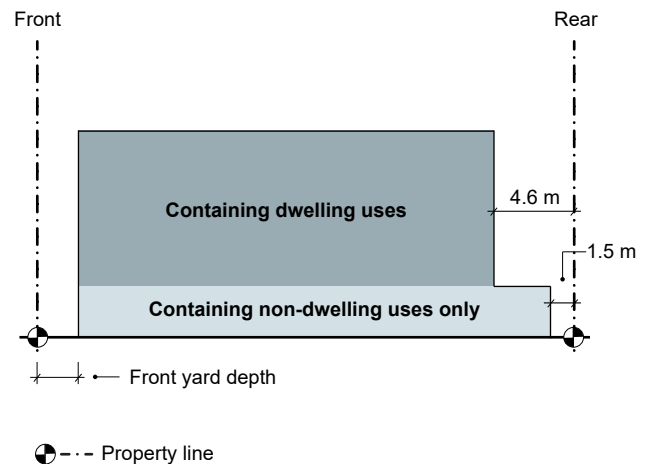 Front
Rear
Containing dwelling uses
4.6 m
1.5 m
Containing non-dwelling uses only
Front yard depth
Property line